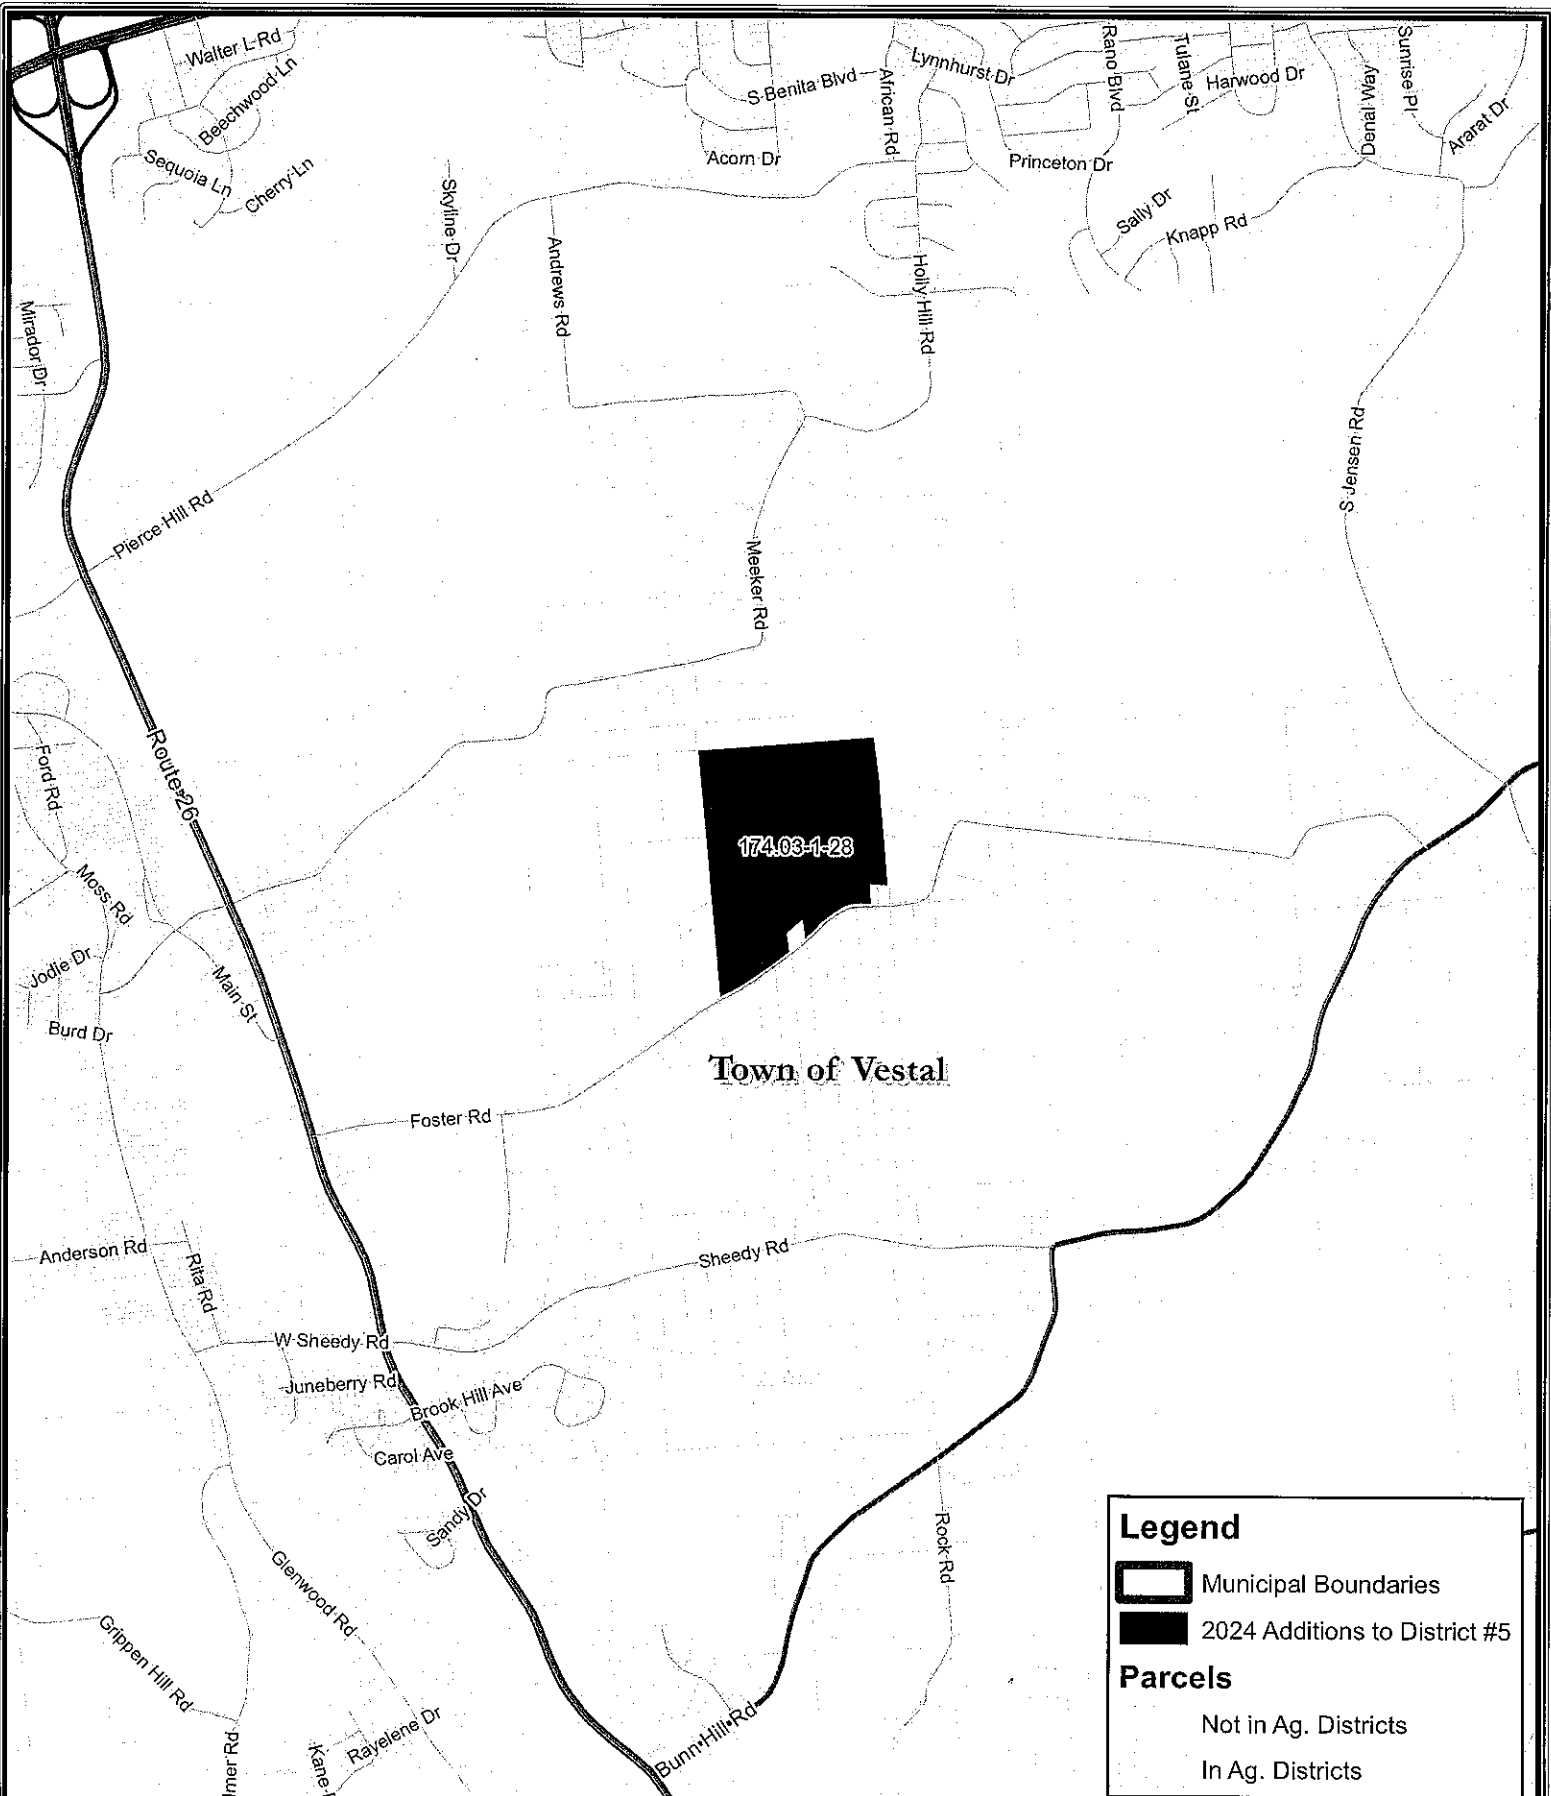 Walter L Rd
Beechwood Ln
Sequoia Ln
Cherry Ln
Skyline Dr
Andrews Rd
S Benita Blvd
African Rd
Lynnhurst Dr
Acorn Dr
Princeton Dr
Rano Blvd
Tulane St
Harwood Dr
Denal Way
Sunrise Pl
Ararat Dr
Sally Dr
Knapp Rd
Holly Hill Rd
Mirador Dr
Pierce Hill Rd
Meeker Rd
S Jensen Rd
Route 26
Ford Rd
174.03-1-28
Moss Rd
Jodie Dr
Main St
Burd Dr
Town of Vestal
Foster Rd
Anderson Rd
Rita Rd
Sheedy Rd
W Sheedy Rd
Juneberry Rd
Brook Hill Ave
Carol Ave
Sandy Dr
Glenwood Rd
Rock Rd
Grippen Hill Rd
lmer Rd
Kane
Rayelene Dr
Bunn Hill Rd
Legend
Municipal Boundaries
2024 Additions to District #5
Parcels
Not in Ag. Districts
In Ag. Districts